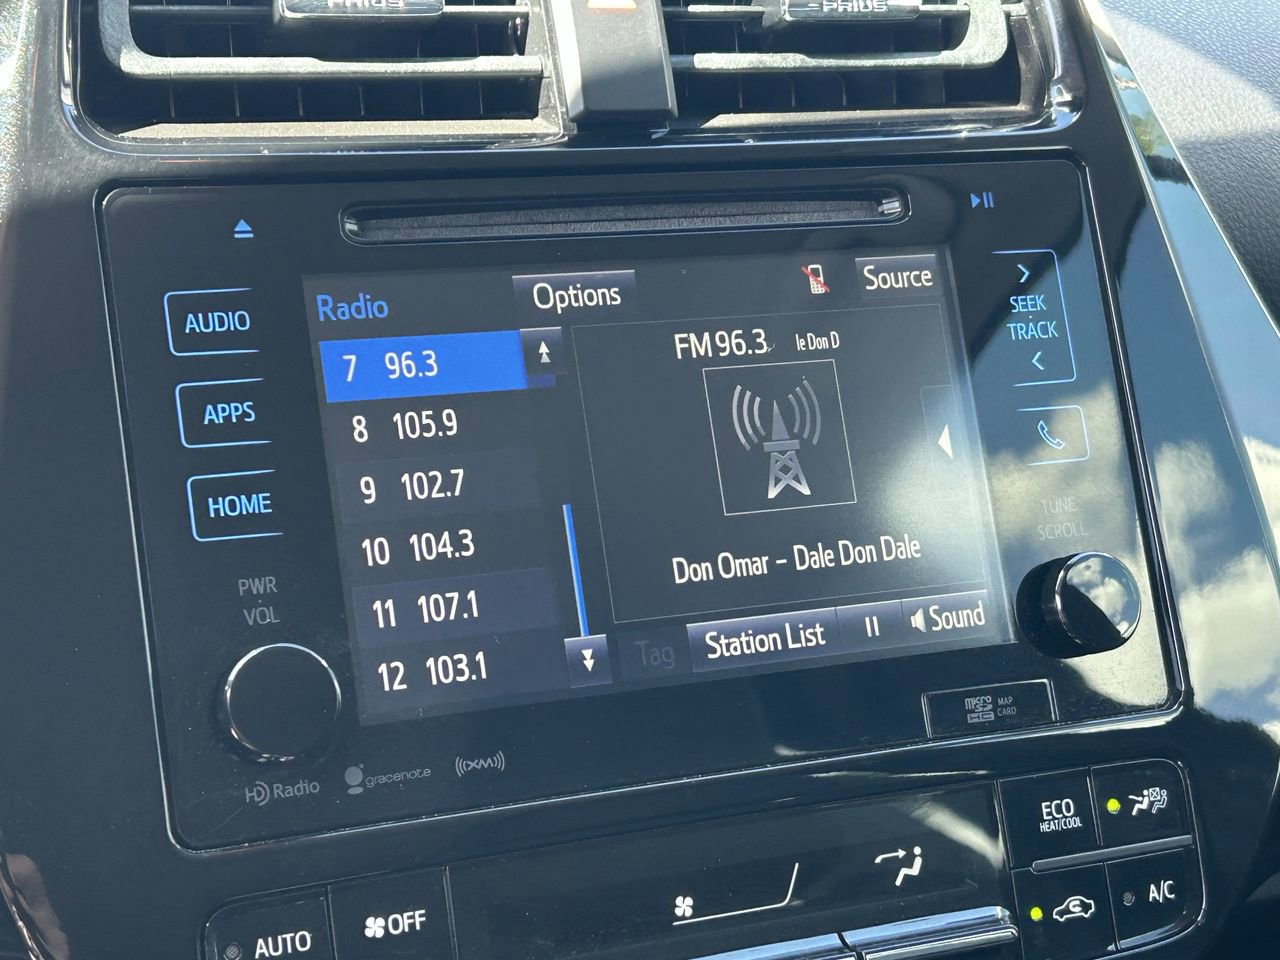 PRIUS
PRIUS
AUDIO
APPS
HOME
PWR
VOL
Radio
Options
Source
7 96.3
8 105.9
9 102.7
10 104.3
11 107.1
12 103.1
FM 96.3 le Don D
Don Omar - Dale Don Dale
Tag
Station List
Sound
SEEK
TRACK
TUNE
SCROLL
micro
SD
HC
MAP
CARD
HD Radio
gracenote
((XM))
ECO
HEAT/COOL
A/C
AUTO
OFF